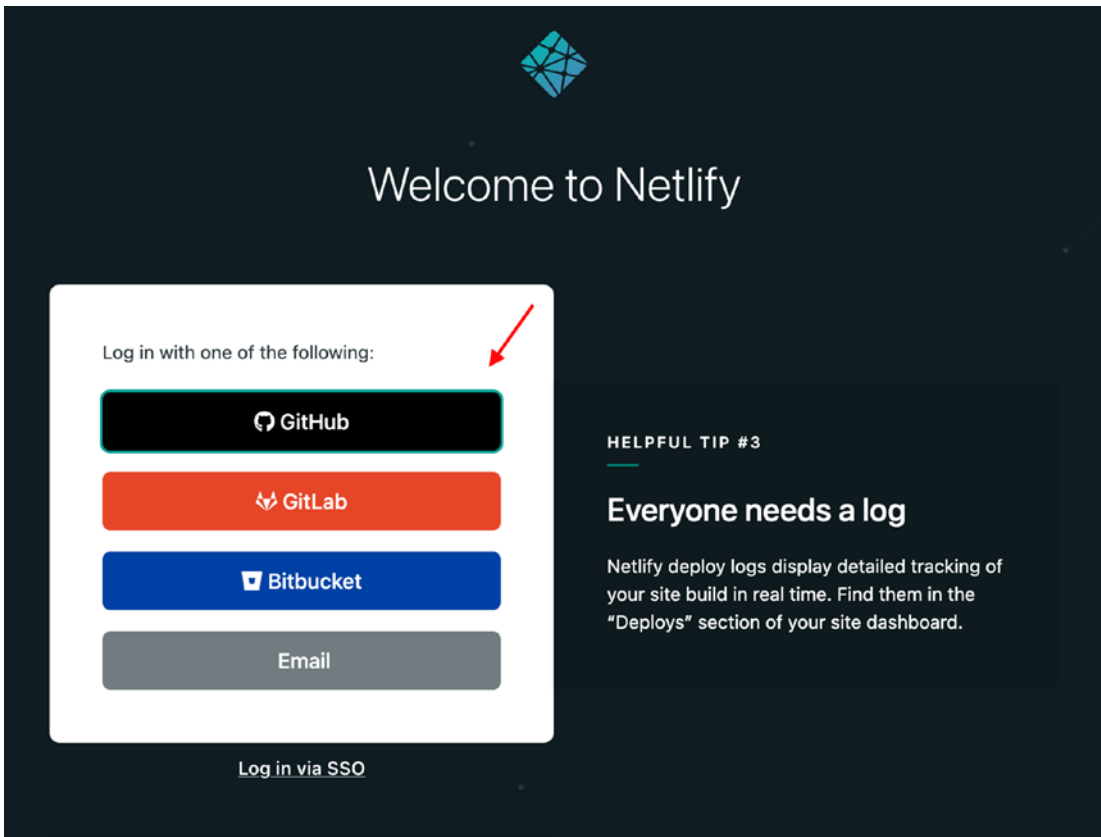 Welcome to Netlify
Log in with one of the following:
GitHub
GitLab
Bitbucket
Email
Log in via SSO
HELPFUL TIP #3
Everyone needs a log
Netlify deploy logs display detailed tracking of
your site build in real time. Find them in the
“Deploys” section of your site dashboard.